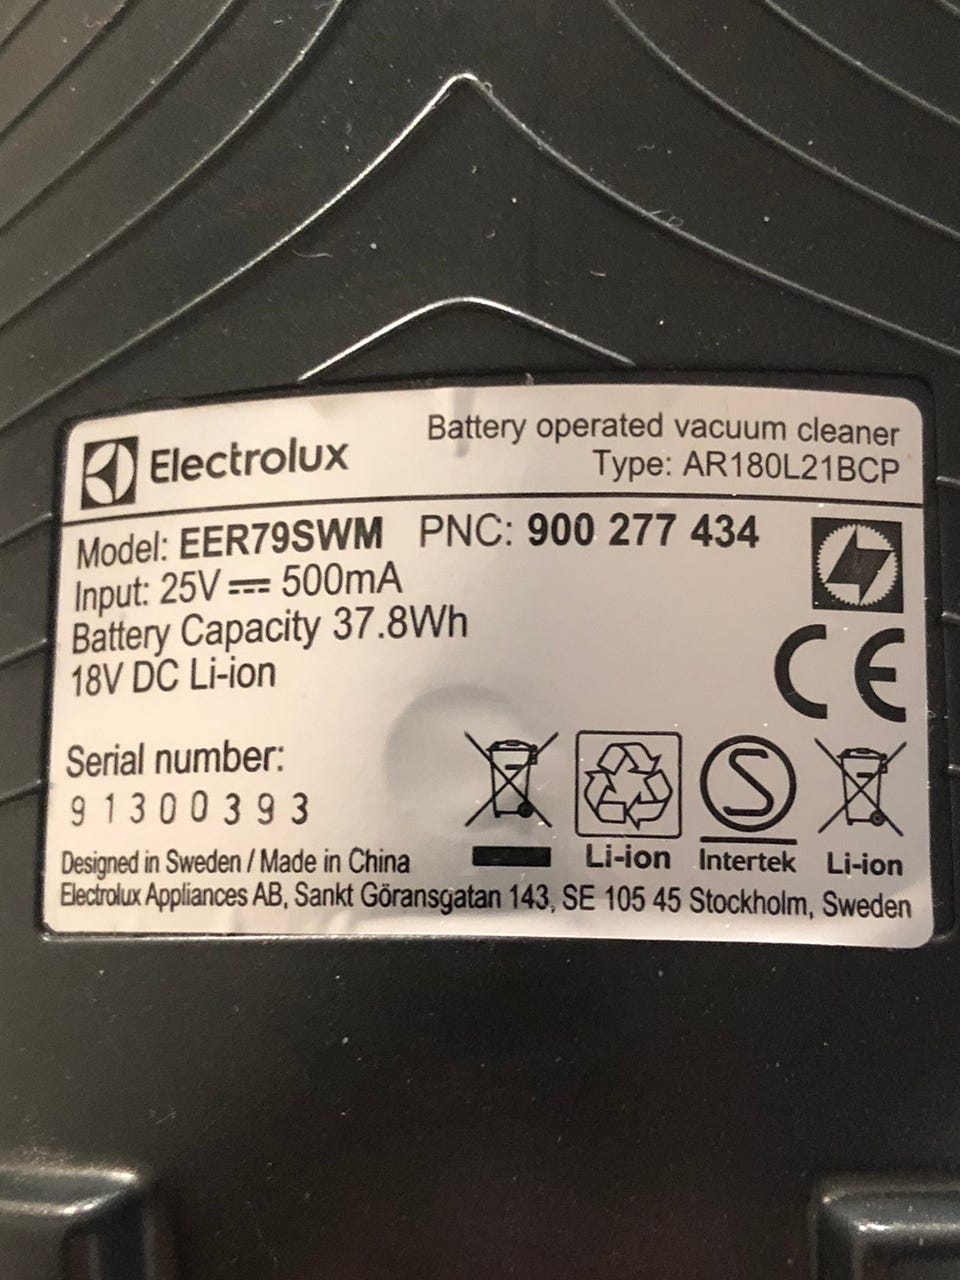 Electrolux
Battery operated vacuum cleaner
Type: AR180L21BCP
Model: EER79SWM PNC: 900 277 434
Input: 25V⎓500mA
Battery Capacity 37.8Wh
18V DC Li-ion
CE
Serial number:
91300393
S
Li-ion Intertek Li-ion
Designed in Sweden / Made in China
Electrolux Appliances AB, Sankt Göransgatan 143, SE 105 45 Stockholm, Sweden